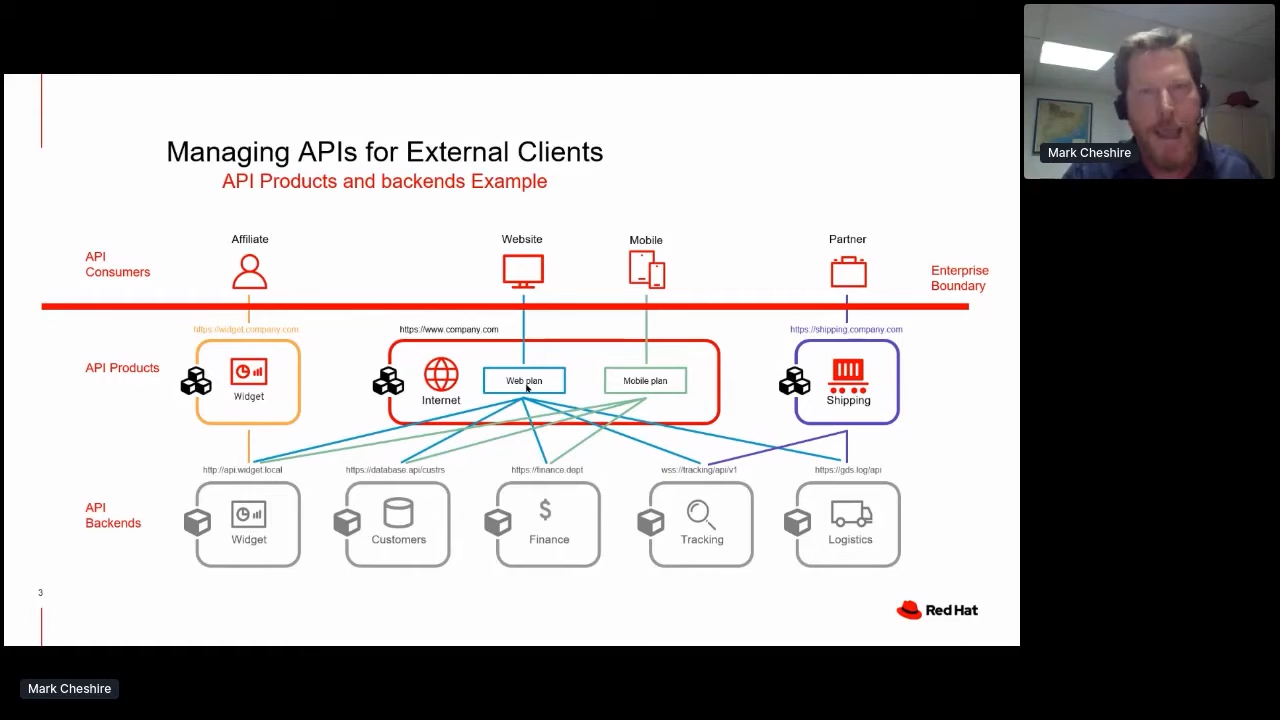 Managing APIs for External Clients
API Products and backends Example
Affiliate
Website
Mobile
Partner
API
Consumers
Enterprise
Boundary
https://widget.company.com
https://www.company.com
https://shipping.company.com
API Products
Widget
Internet
Web plan
Mobile plan
Shipping
http://api.widget.local
https://database.api/custrs
https://finance.dept
wss://tracking/api/v1
https://gds.log/api
API
Backends
Widget
Customers
$
Finance
Tracking
Logistics
3
Red Hat
Mark Cheshire
Mark Cheshire